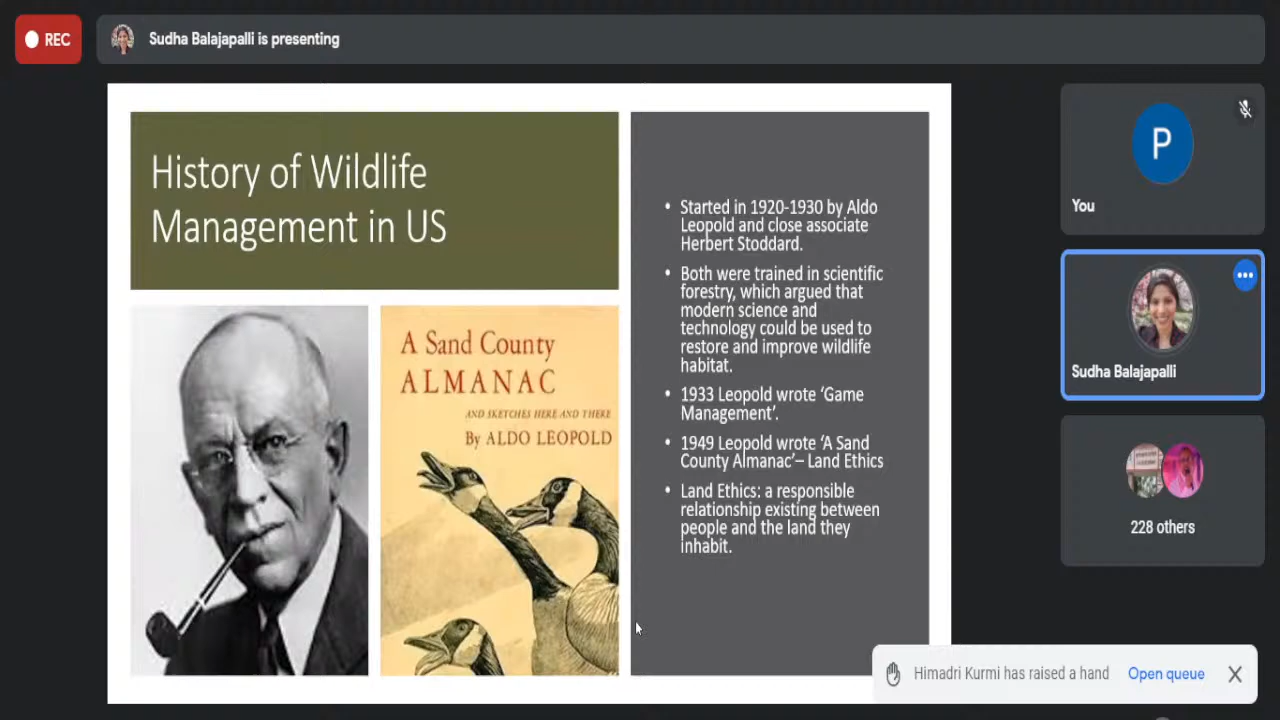 REC
Sudha Balajapalli is presenting
History of Wildlife
Management in US
A Sand County
ALMANAC
AND SKETCHES HERE AND THERE
By ALDO LEOPOLD
• Started in 1920-1930 by Aldo
Leopold and close associate
Herbert Stoddard.
• Both were trained in scientific
forestry, which argued that
modern science and
technology could be used to
restore and improve wildlife
habitat.
• 1933 Leopold wrote ‘Game
Management’.
• 1949 Leopold wrote ‘A Sand
County Almanac’– Land Ethics
• Land Ethics: a responsible
relationship existing between
people and the land they
inhabit.
P
You
Sudha Balajapalli
228 others
Himadri Kurmi has raised a hand
Open queue